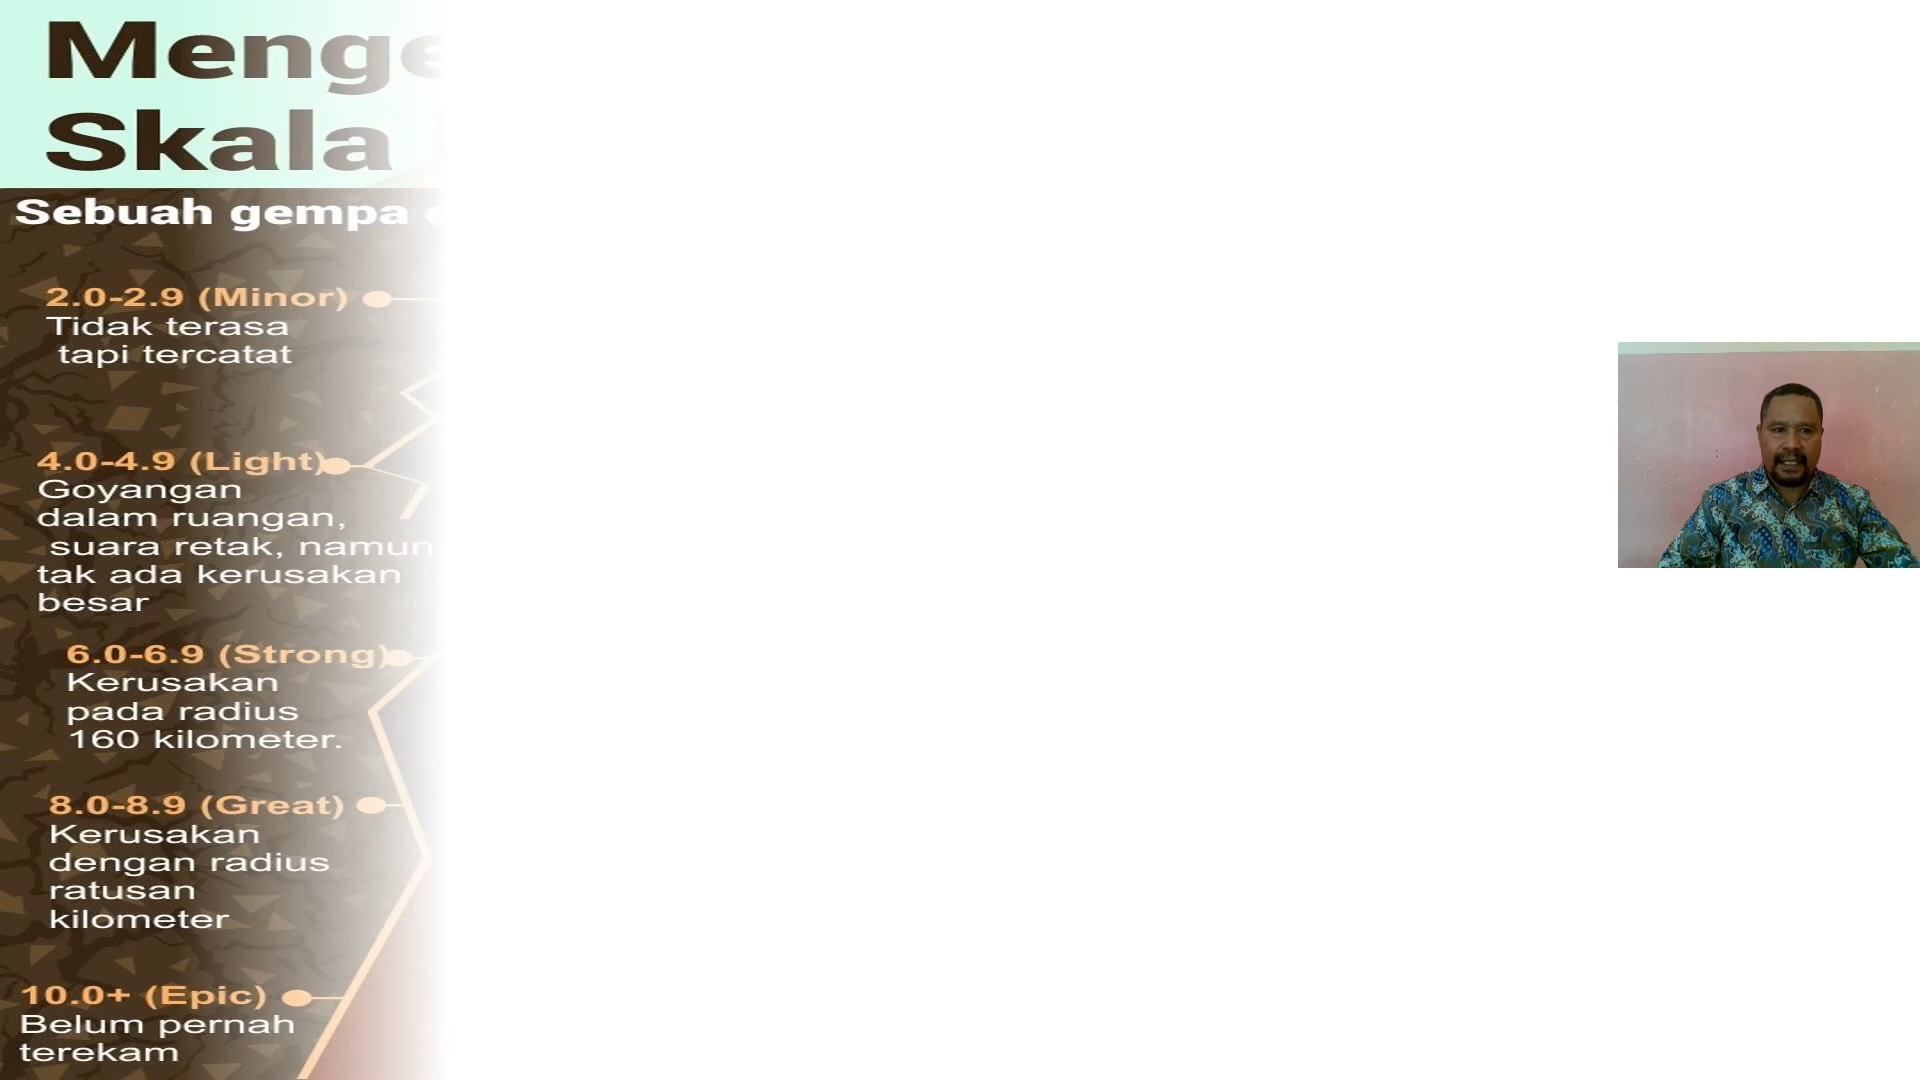 Menge
Skala
Sebuah gempa
2.0-2.9 (Minor)
Tidak terasa
tapi tercatat
4.0-4.9 (Light)
Goyangan
dalam ruangan,
suara retak, namun
tak ada kerusakan
besar
6.0-6.9 (Strong)
Kerusakan
pada radius
160 kilometer.
8.0-8.9 (Great)
Kerusakan
dengan radius
ratusan
kilometer
10.0+ (Epic)
Belum pernah
terekam